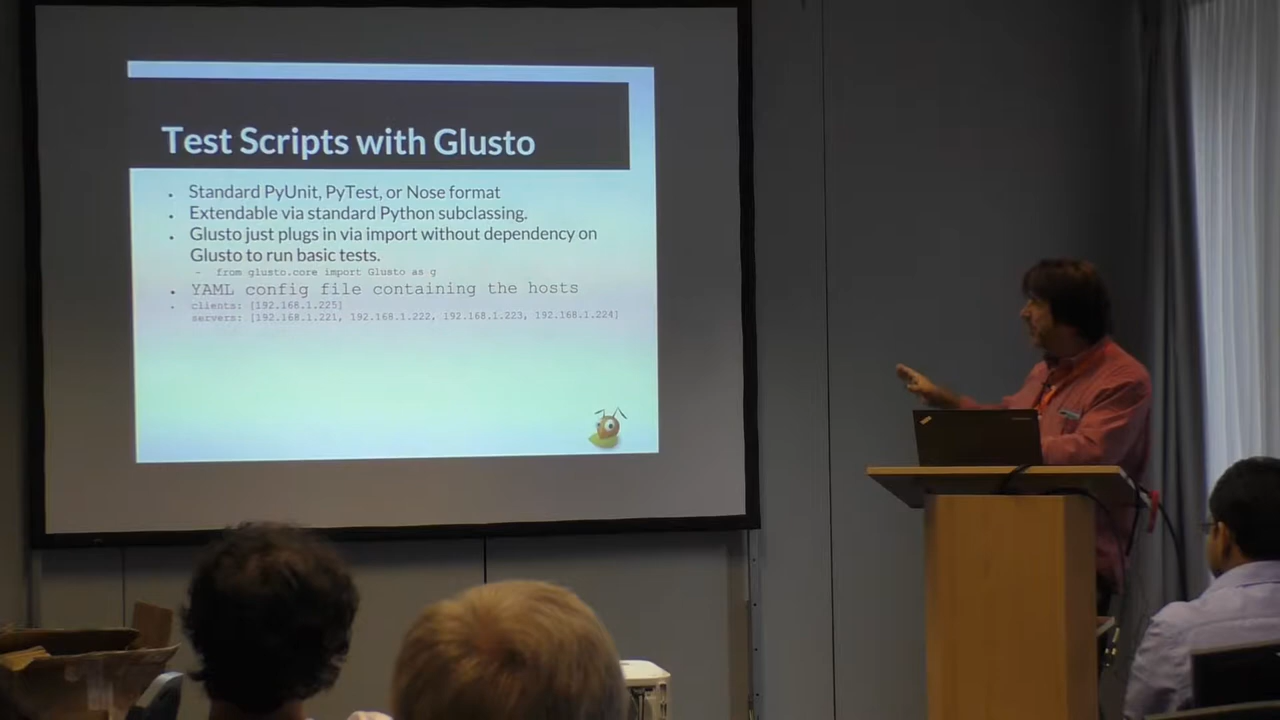 Test Scripts with Glusto
• Standard PyUnit, PyTest, or Nose format
• Extendable via standard Python subclassing.
• Glusto just plugs in via import without dependency on
Glusto to run basic tests.
- from glusto.core import Glusto as g
• YAML config file containing the hosts
• clients: [192.168.1.225]
servers: [192.168.1.221, 192.168.1.222, 192.168.1.223, 192.168.1.224]